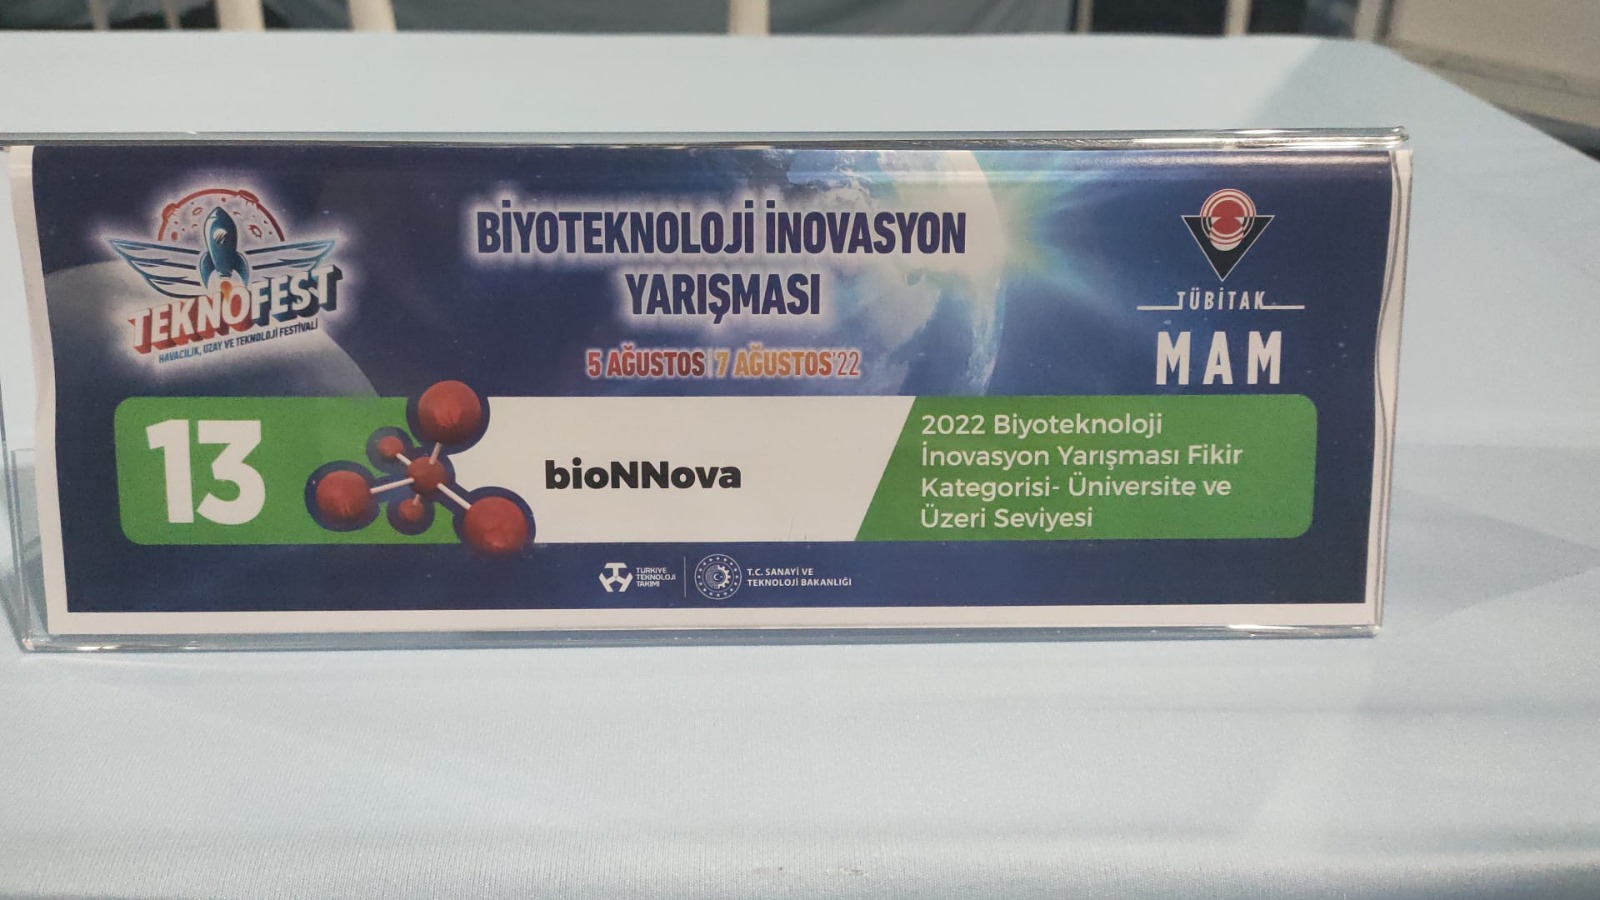 TEKNOFEST
HAVACILIK, UZAY VE TEKNOLOJİ FESTİVALİ
BİYOTEKNOLOJİ İNOVASYON
YARIŞMASI
5 AĞUSTOS | 7 AĞUSTOS'22
TÜBİTAK
MAM
13
bioNNova
2022 Biyoteknoloji
İnovasyon Yarışması Fikir
Kategorisi- Üniversite ve
Üzeri Seviyesi
TÜRKİYE
TEKNOLOJİ
TAKIMI
T.C. SANAYİ VE
TEKNOLOJİ BAKANLIĞI